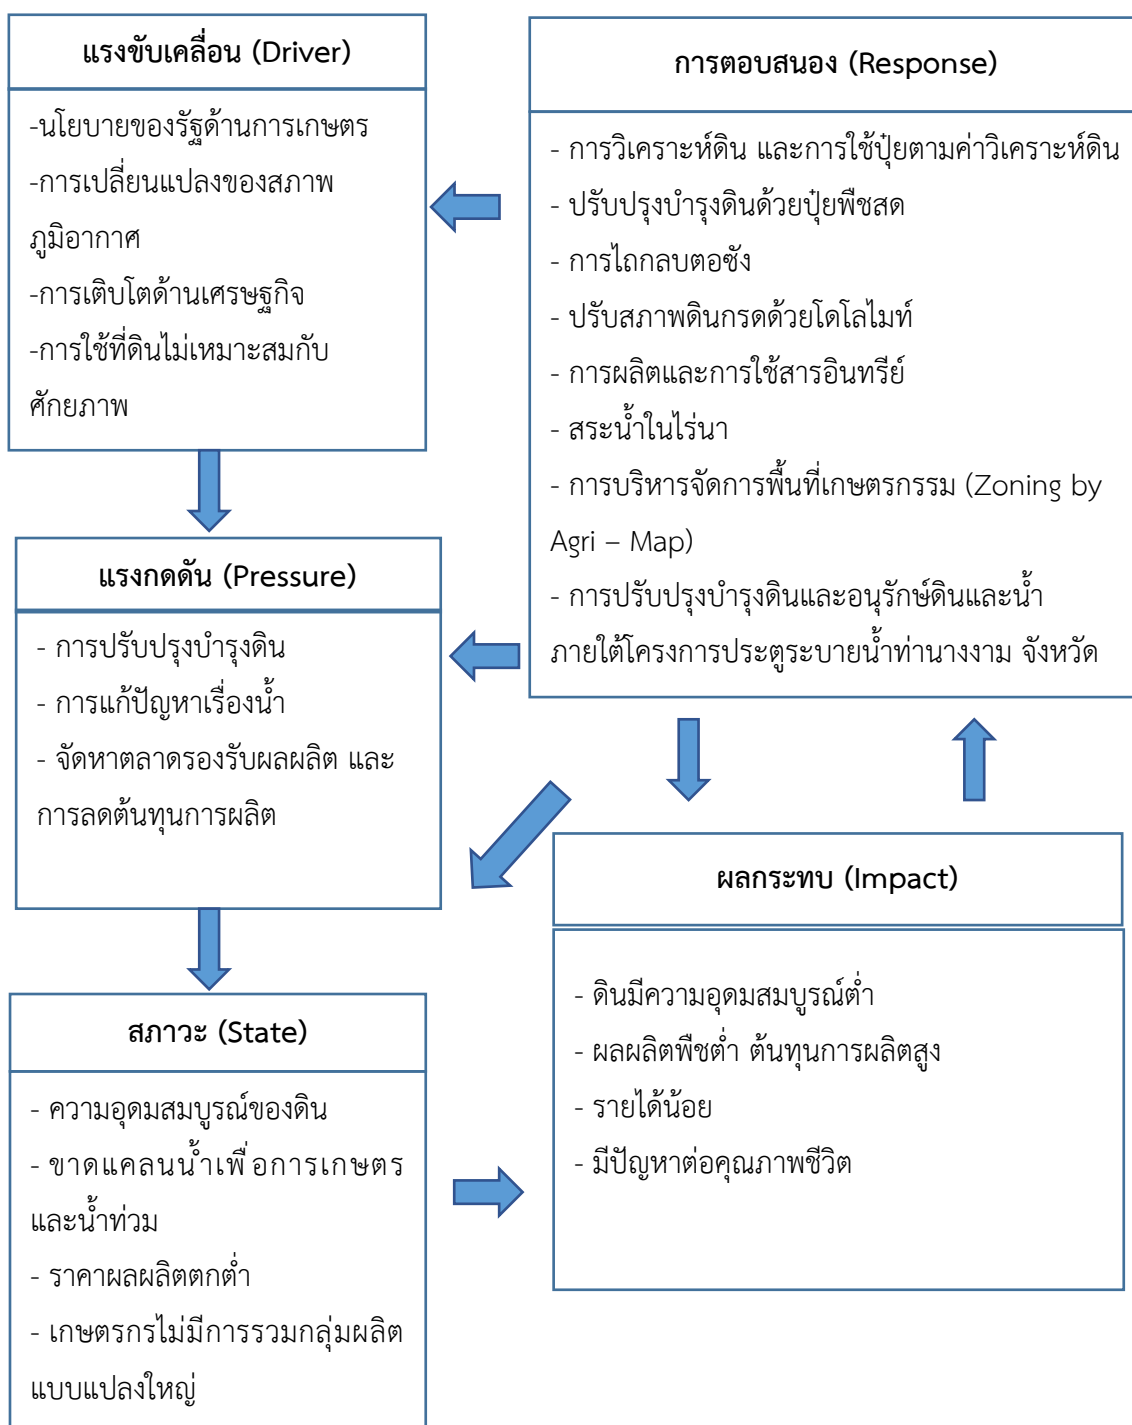 แรงขับเคลื่อน (Driver)
-นโยบายของรัฐด้านการเกษตร
-การเปลี่ยนแปลงของสภาพ
ภูมิอากาศ
-การเติบโตด้านเศรษฐกิจ
-การใช้ที่ดินไม่เหมาะสมกับ
ศักยภาพ
การตอบสนอง (Response)
- การวิเคราะห์ดิน และการใช้ปุ๋ยตามค่าวิเคราะห์ดิน
- ปรับปรุงบำรุงดินด้วยปุ๋ยพืชสด
- การไถกลบตอซัง
- ปรับสภาพดินกรดด้วยโดโลไมท์
- การผลิตและการใช้สารอินทรีย์
- สระน้ำในไร่นา
- การบริหารจัดการพื้นที่เกษตรกรรม (Zoning by
Agri – Map)
- การปรับปรุงบำรุงดินและอนุรักษ์ดินและน้ำ
ภายใต้โครงการประตูระบายน้ำท่านางงาม จังหวัด
แรงกดดัน (Pressure)
- การปรับปรุงบำรุงดิน
- การแก้ปัญหาเรื่องน้ำ
- จัดหาตลาดรองรับผลผลิต และ
การลดต้นทุนการผลิต
ผลกระทบ (Impact)
- ดินมีความอุดมสมบูรณ์ต่ำ
- ผลผลิตพืชต่ำ ต้นทุนการผลิตสูง
- รายได้น้อย
- มีปัญหาต่อคุณภาพชีวิต
สภาวะ (State)
- ความอุดมสมบูรณ์ของดิน
- ขาดแคลนน้ำเพื่อการเกษตร
และน้ำท่วม
- ราคาผลผลิตตกต่ำ
- เกษตรกรไม่มีการรวมกลุ่มผลิต
แบบแปลงใหญ่